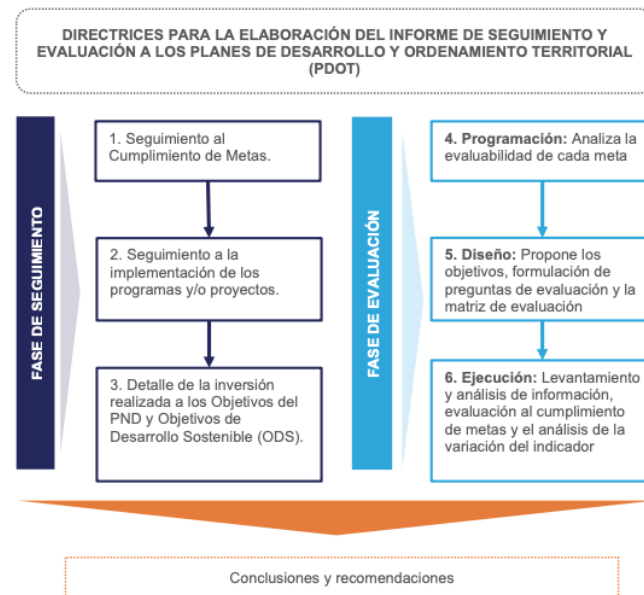 DIRECTRICES PARA LA ELABORACIÓN DEL INFORME DE SEGUIMIENTO Y
EVALUACIÓN A LOS PLANES DE DESARROLLO Y ORDENAMIENTO TERRITORIAL
(PDOT)
FASE DE SEGUIMIENTO
1. Seguimiento al
Cumplimiento de Metas.
2. Seguimiento a la
implementación de los
programas y/o proyectos.
3. Detalle de la inversión
realizada a los Objetivos del
PND y Objetivos de
Desarrollo Sostenible (ODS).
FASE DE EVALUACIÓN
4. Programación: Analiza la
evaluabilidad de cada meta
5. Diseño: Propone los
objetivos, formulación de
preguntas de evaluación y la
matriz de evaluación
6. Ejecución: Levantamiento
y análisis de información,
evaluación al cumplimiento
de metas y el análisis de la
variación del indicador
Conclusiones y recomendaciones